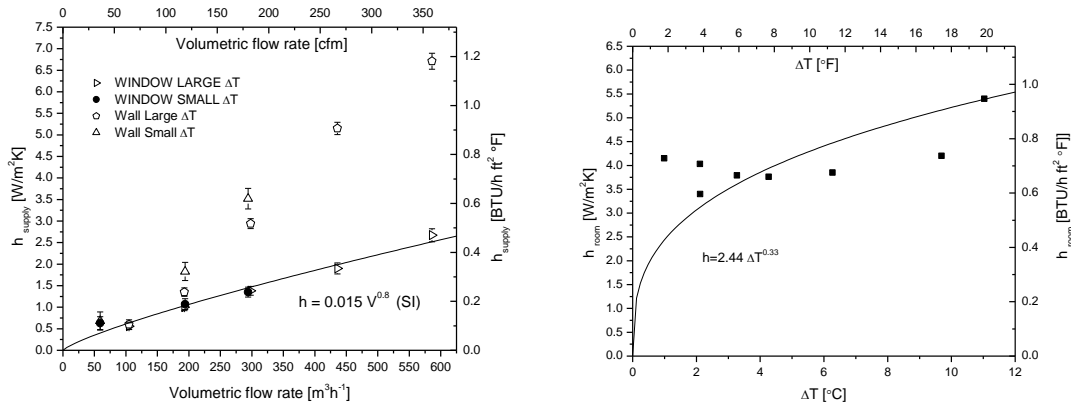 0 50 100 150 200 250 300 350
Volumetric flow rate [cfm]
7.5
7.0
6.5
6.0
5.5
5.0
4.5
4.0
3.5
3.0
2.5
2.0
1.5
1.0
0.5
0.0
h supply [W/m²K]
WINDOW LARGE ΔT
WINDOW SMALL ΔT
Wall Large ΔT
Wall Small ΔT
h = 0.015 V^0.8 (SI)
1.2
1.0
0.8
0.6
0.4
0.2
0.0
h supply [BTU/h ft² °F]
0 50 100 150 200 250 300 350 400 450 500 550 600
Volumetric flow rate [m³h⁻¹]
0 2 4 6 8 10 12 14 16 18 20
ΔT [°F]
6.0
5.5
5.0
4.5
4.0
3.5
3.0
2.5
2.0
1.5
1.0
0.5
0.0
h room [W/m²K]
h=2.44 ΔT^0.33
1.0
0.8
0.6
0.4
0.2
0.0
h room [BTU/h ft² °F]
0 2 4 6 8 10 12
ΔT [°C]